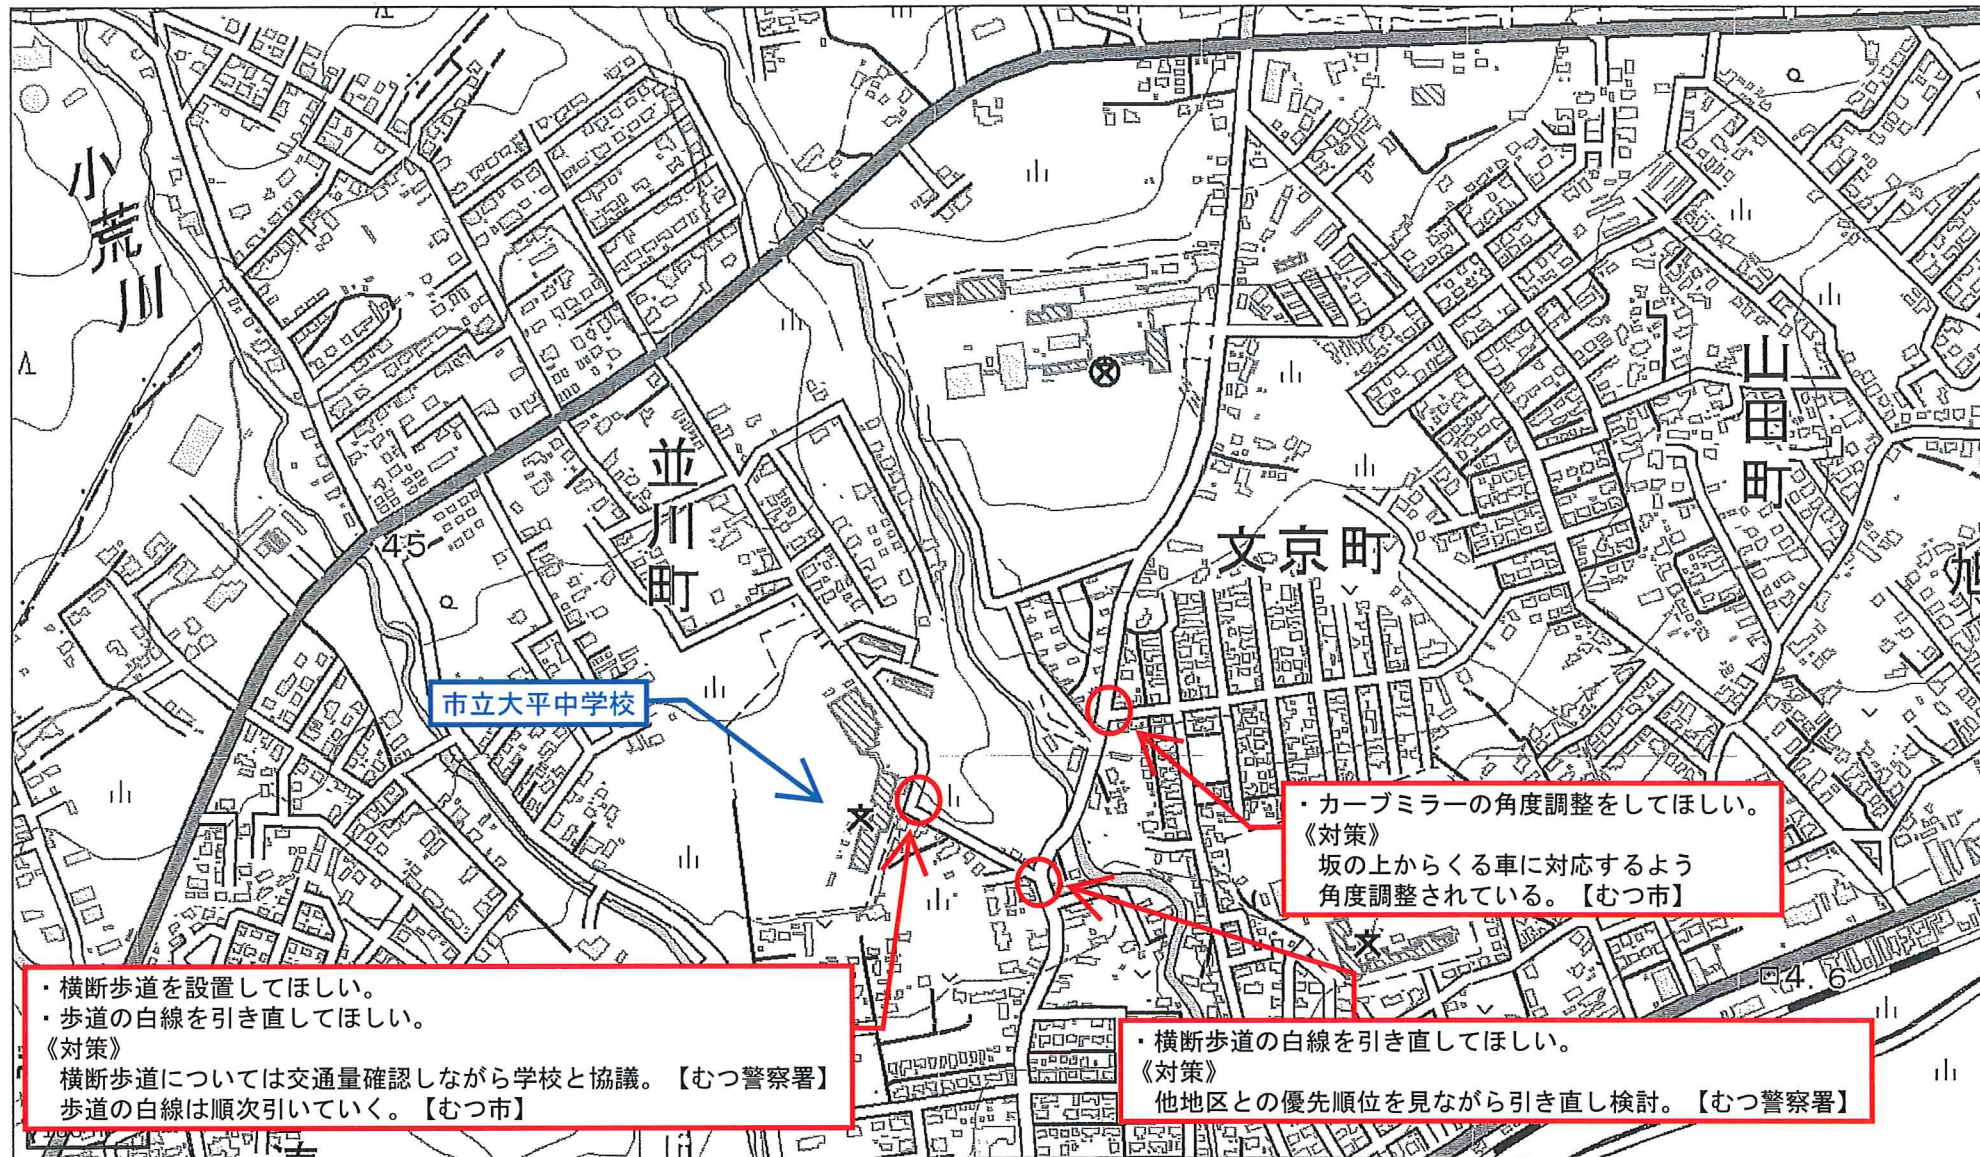 小荒川
並川町
文京町
山田町
旭
45
市立大平中学校
・カーブミラーの角度調整をしてほしい。
《対策》
坂の上からくる車に対応するよう
角度調整されている。【むつ市】
4.6
・横断歩道を設置してほしい。
・歩道の白線を引き直してほしい。
《対策》
横断歩道については交通量確認しながら学校と協議。【むつ警察署】
歩道の白線は順次引いていく。【むつ市】
・横断歩道の白線を引き直してほしい。
《対策》
他地区との優先順位を見ながら引き直し検討。【むつ警察署】